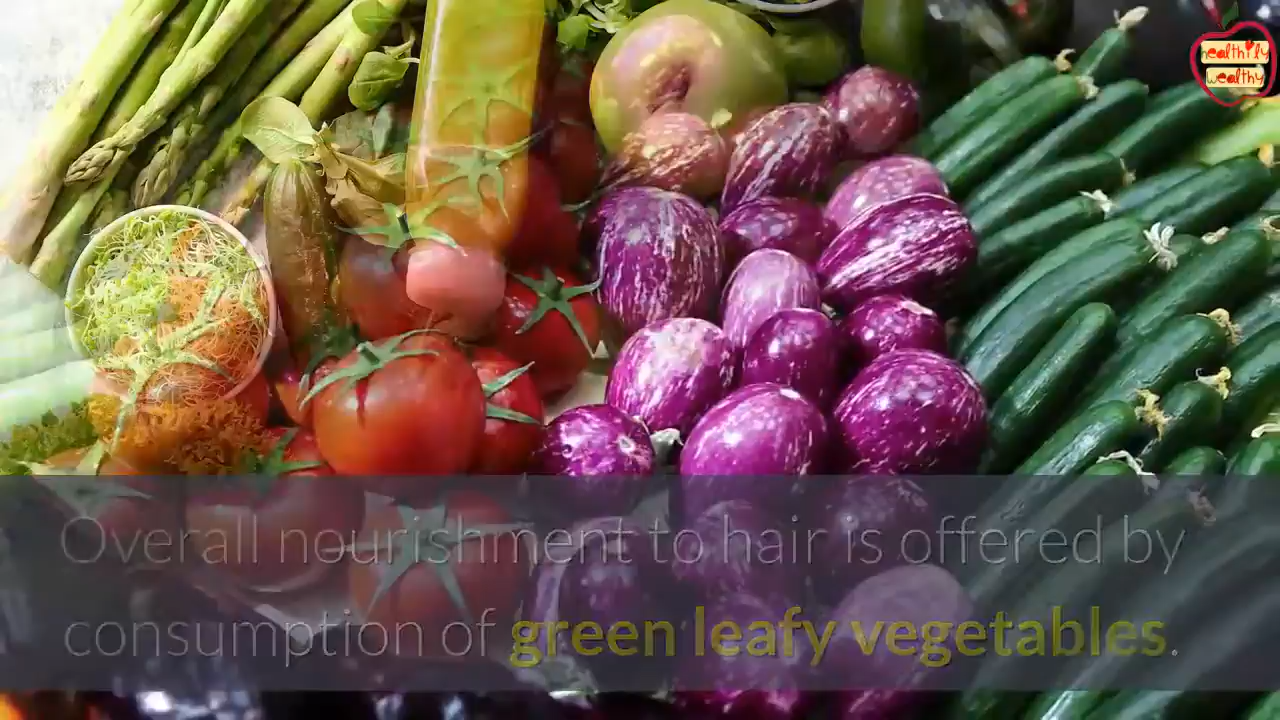 healthily
wealthy
Overall nourishment to hair is offered by
consumption of green leafy vegetables.